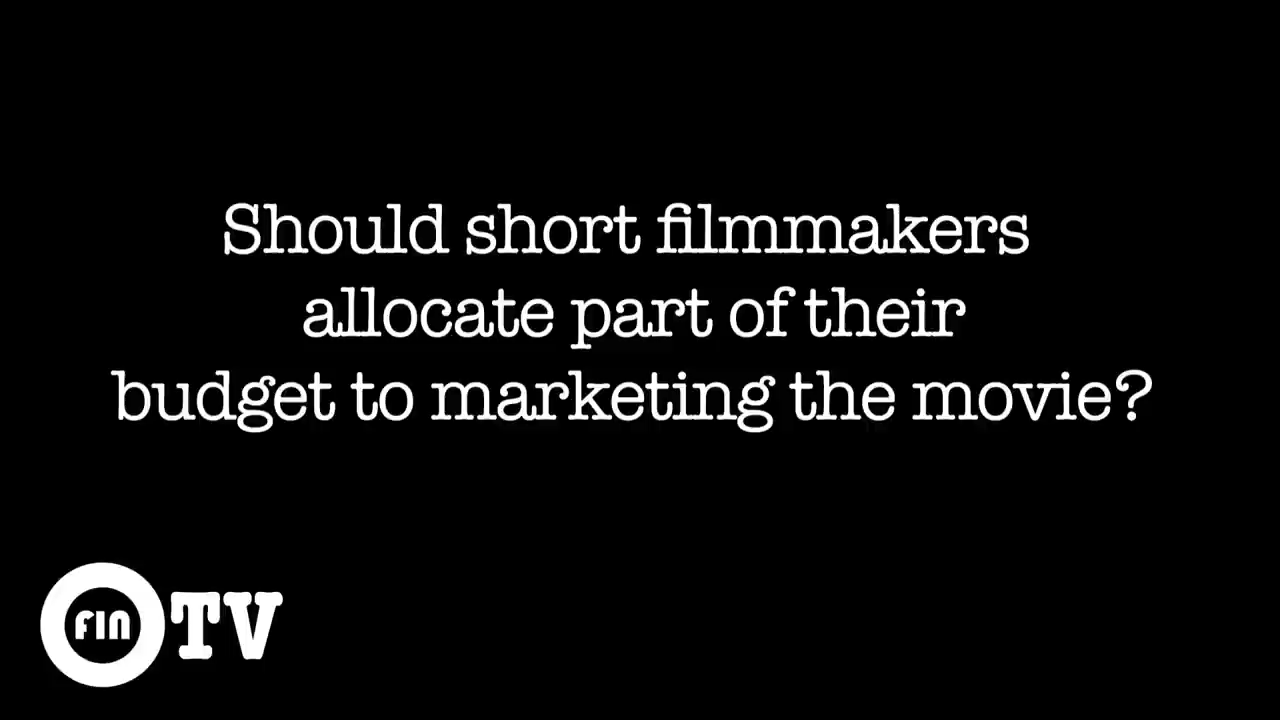 Should short filmmakers
allocate part of their
budget to marketing the movie?
FIN TV